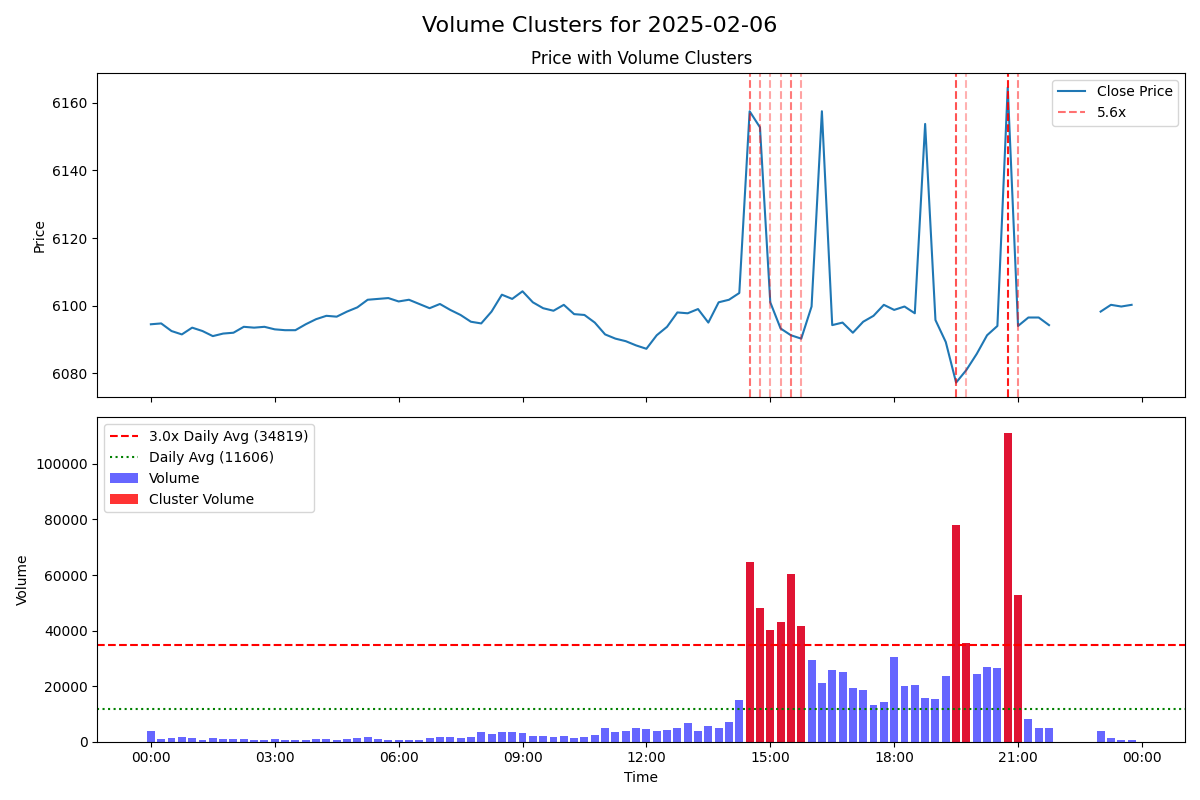 Volume Clusters for 2025-02-06
Price with Volume Clusters
Price
6160
6140
6120
6100
6080
Close Price
5.6x
Volume
100000
80000
60000
40000
20000
0
3.0x Daily Avg (34819)
Daily Avg (11606)
Volume
Cluster Volume
00:00 03:00 06:00 09:00 12:00 15:00 18:00 21:00 00:00
Time